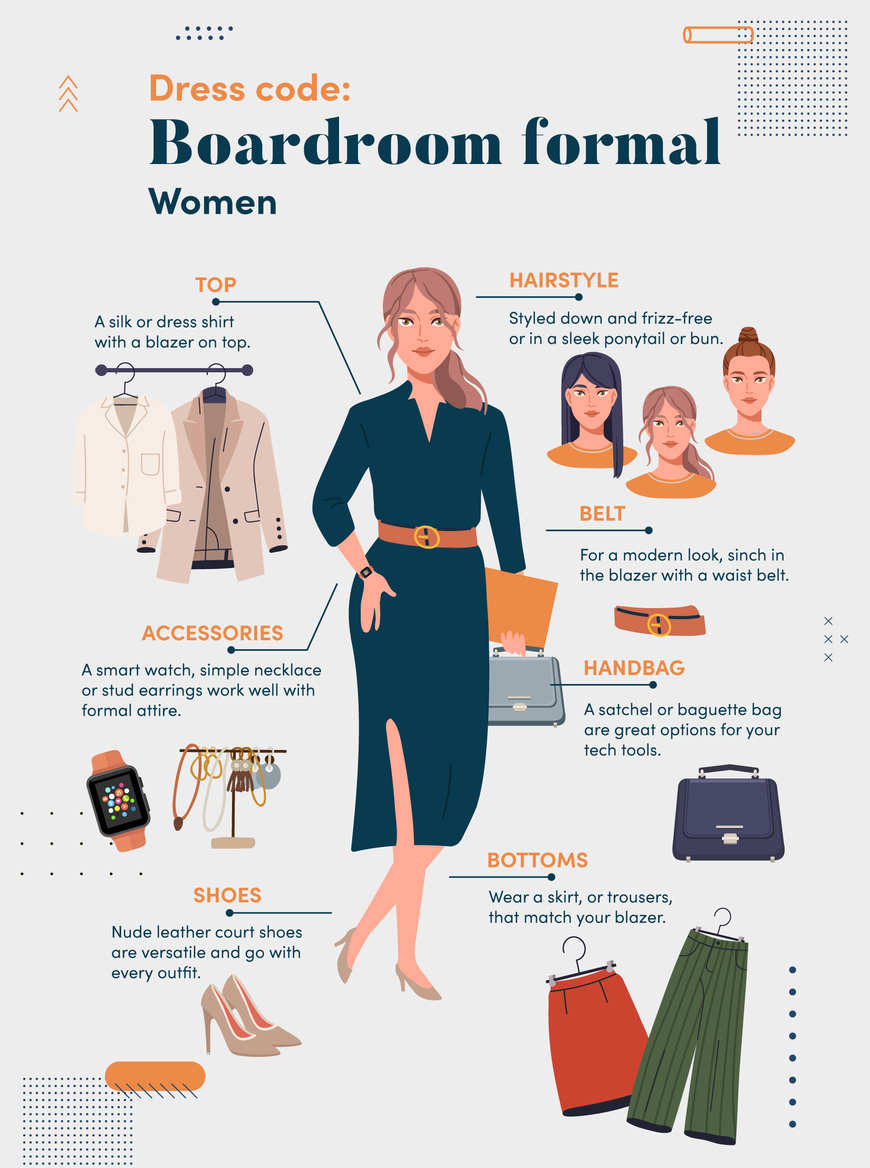 Dress code:
Boardroom formal
Women
TOP
A silk or dress shirt
with a blazer on top.
HAIRSTYLE
Styled down and frizz-free
or in a sleek ponytail or bun.
BELT
For a modern look, sinch in
the blazer with a waist belt.
ACCESSORIES
A smart watch, simple necklace
or stud earrings work well with
formal attire.
HANDBAG
A satchel or baguette bag
are great options for your
tech tools.
SHOES
Nude leather court shoes
are versatile and go with
every outfit.
BOTTOMS
Wear a skirt, or trousers,
that match your blazer.